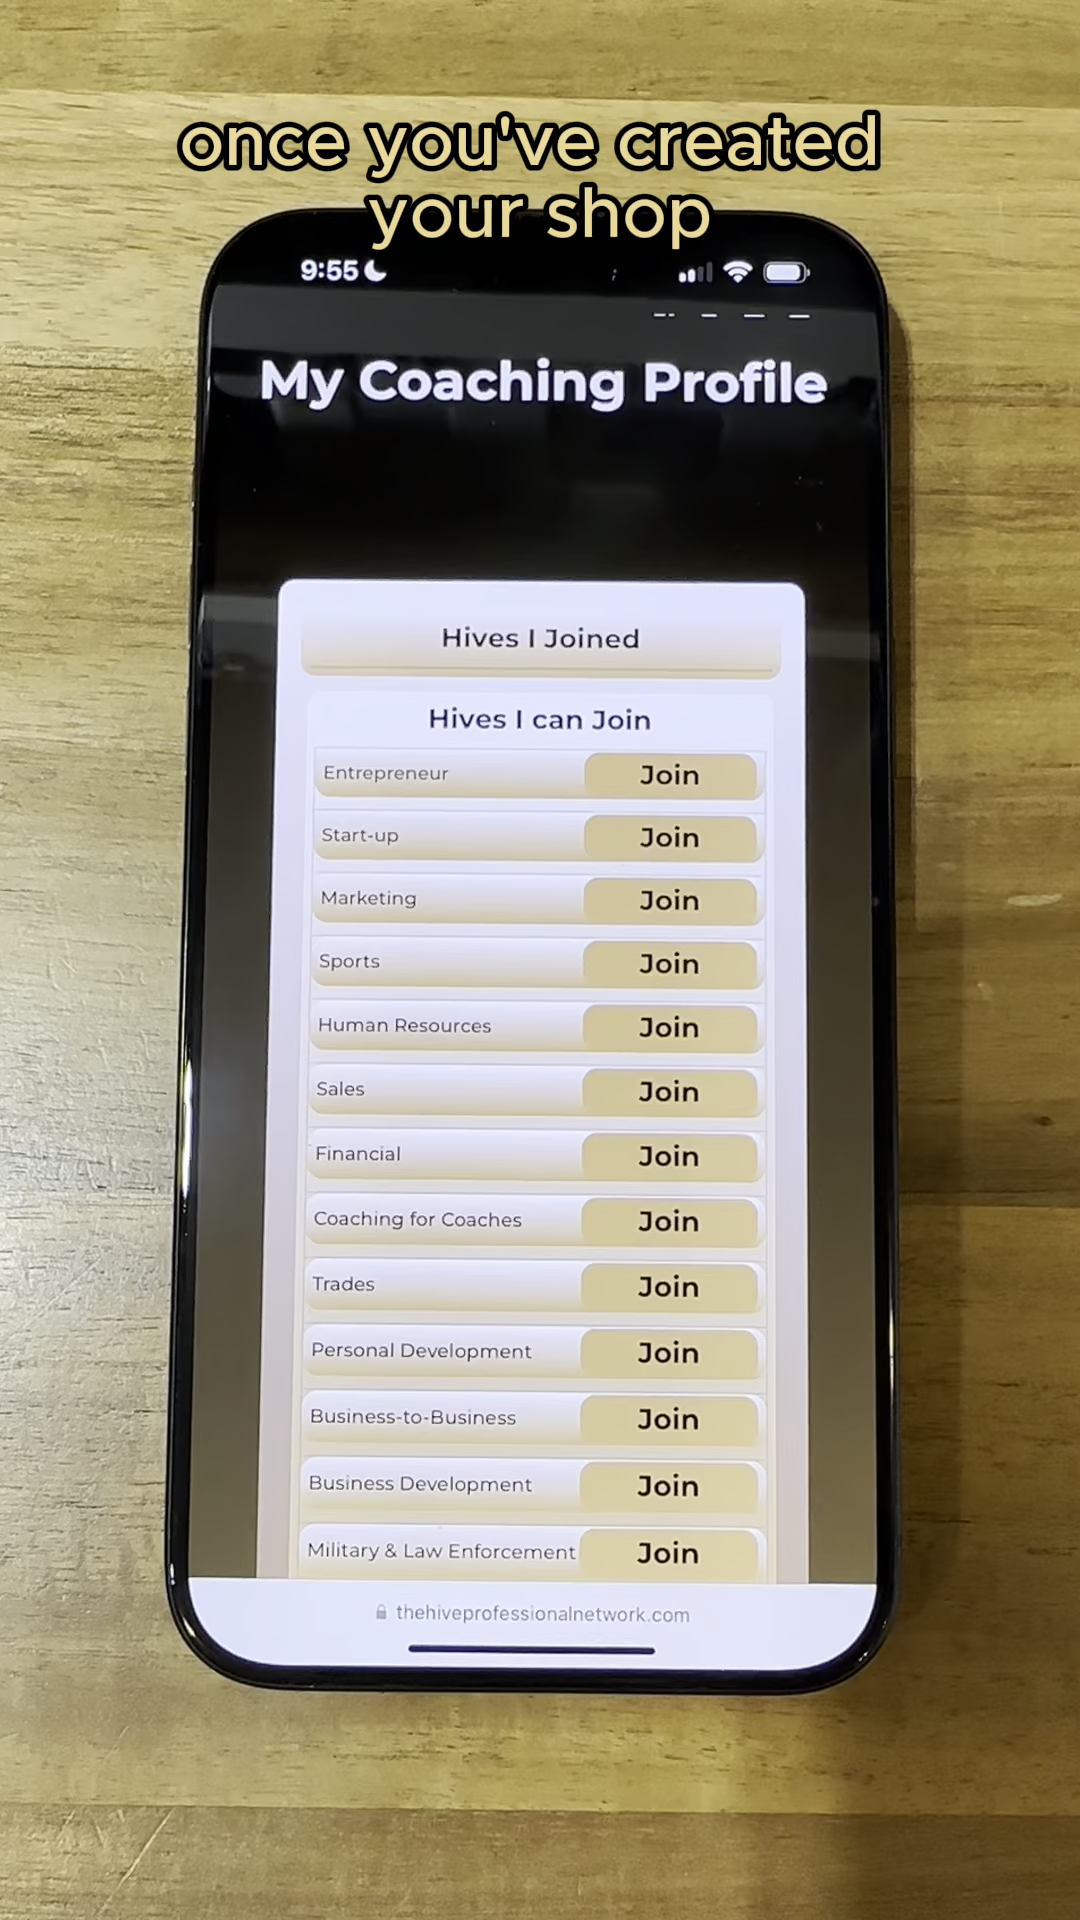 once you've created
your shop
9:55
My Coaching Profile
Hives I Joined
Hives I can Join
Entrepreneur Join
Start-up Join
Marketing Join
Sports Join
Human Resources Join
Sales Join
Financial Join
Coaching for Coaches Join
Trades Join
Personal Development Join
Business-to-Business Join
Business Development Join
Military & Law Enforcement Join
thehiveprofessionalnetwork.com